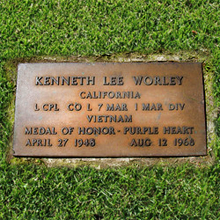 KENNETH LEE WORLEY
CALIFORNIA
L CPL CO L 7 MAR 1 MAR DIV
VIETNAM
MEDAL OF HONOR - PURPLE HEART
APRIL 27 1948 AUG 12 1968